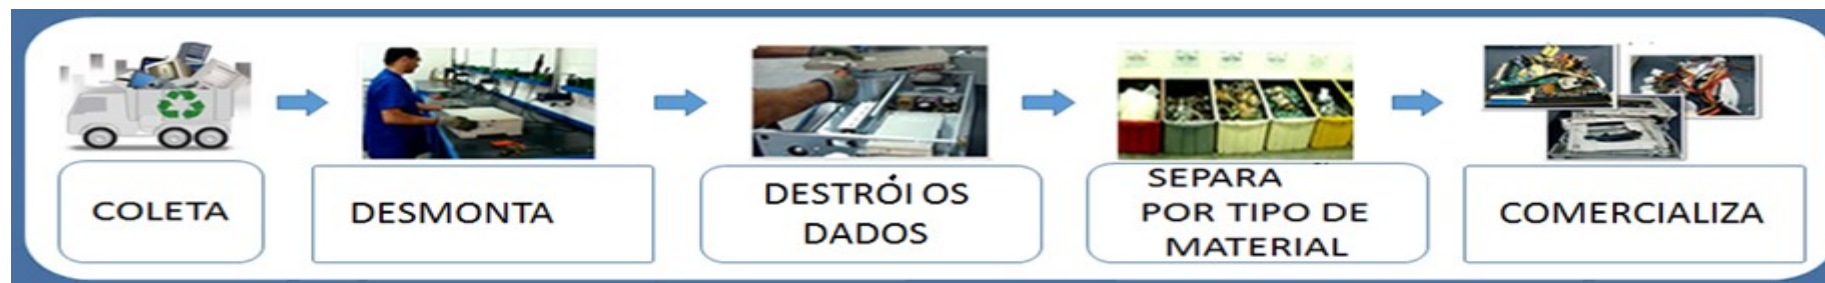 COLETA
DESMONTA
DESTRÓI OS
DADOS
SEPARA
POR TIPO DE
MATERIAL
COMERCIALIZA